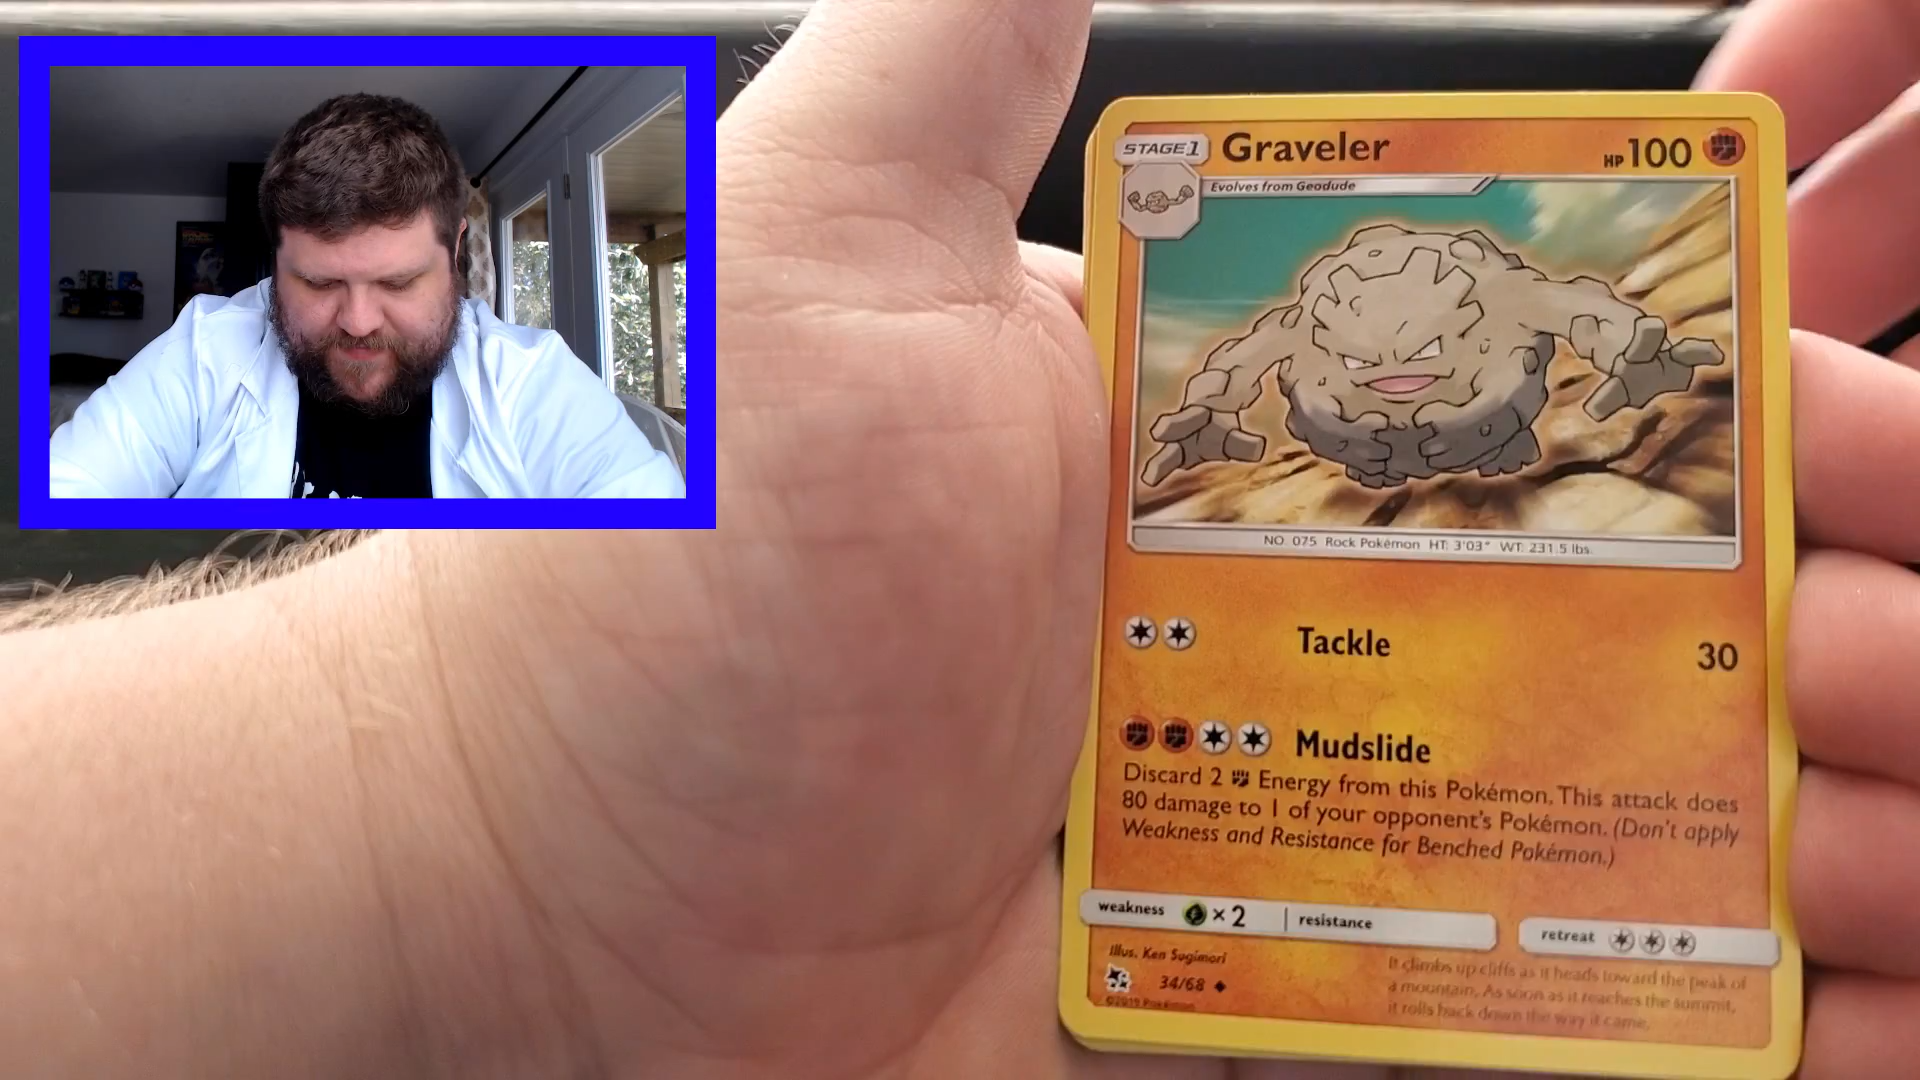 STAGE1 Graveler HP 100
Evolves from Geodude
NO. 075 Rock Pokémon HT: 3'03" WT: 231.5 lbs.
Tackle 30
Mudslide
Discard 2 Energy from this Pokémon. This attack does
80 damage to 1 of your opponent's Pokémon. (Don't apply
Weakness and Resistance for Benched Pokémon.)
weakness ×2 resistance retreat
Illus. Ken Sugimori
34/68
©2019 Pokémon
It climbs up cliffs as it heads toward the peak of
a mountain. As soon as it reaches the summit,
it rolls back down the way it came.